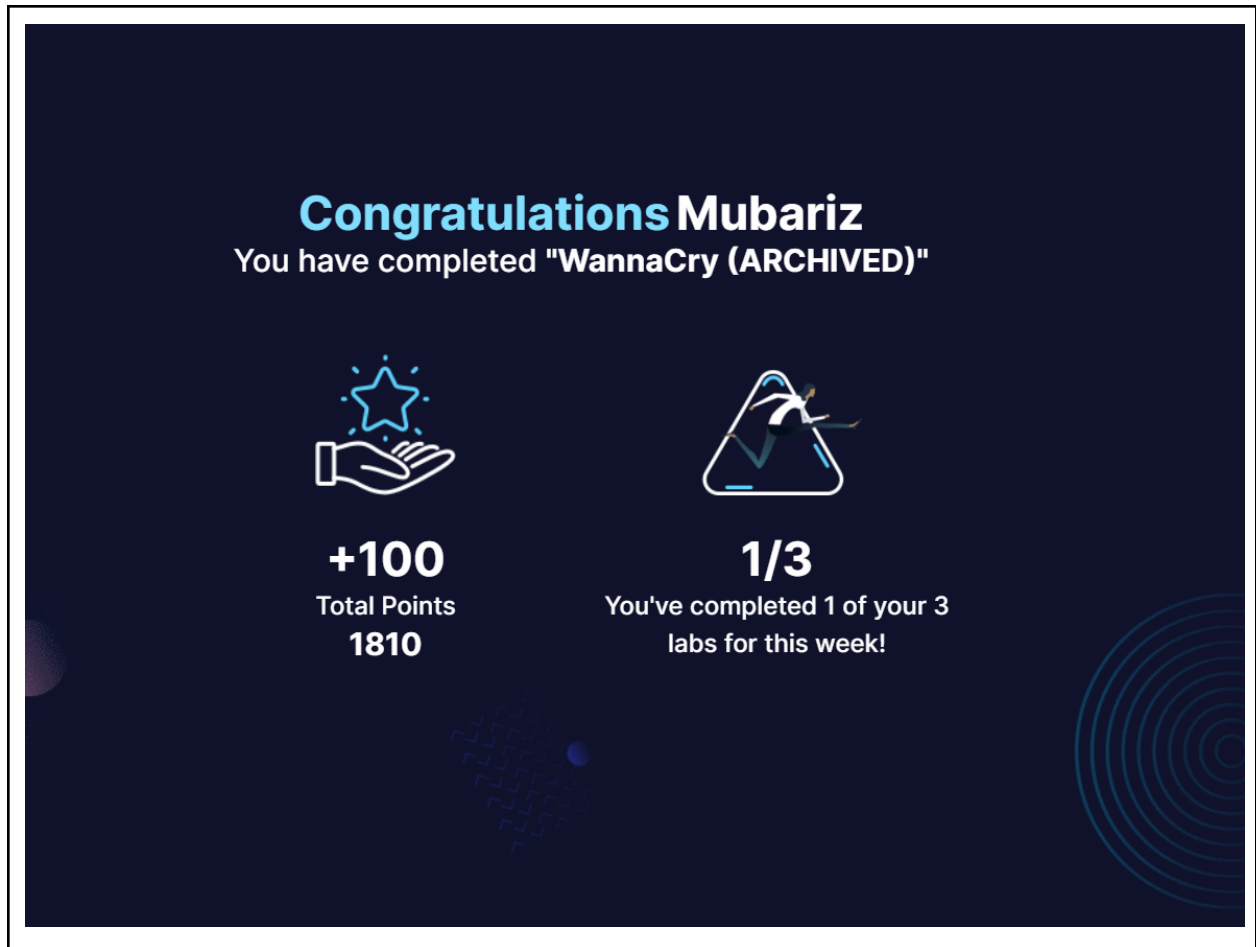 Congratulations Mubariz
You have completed "WannaCry (ARCHIVED)"
+100
Total Points
1810
1/3
You've completed 1 of your 3
labs for this week!